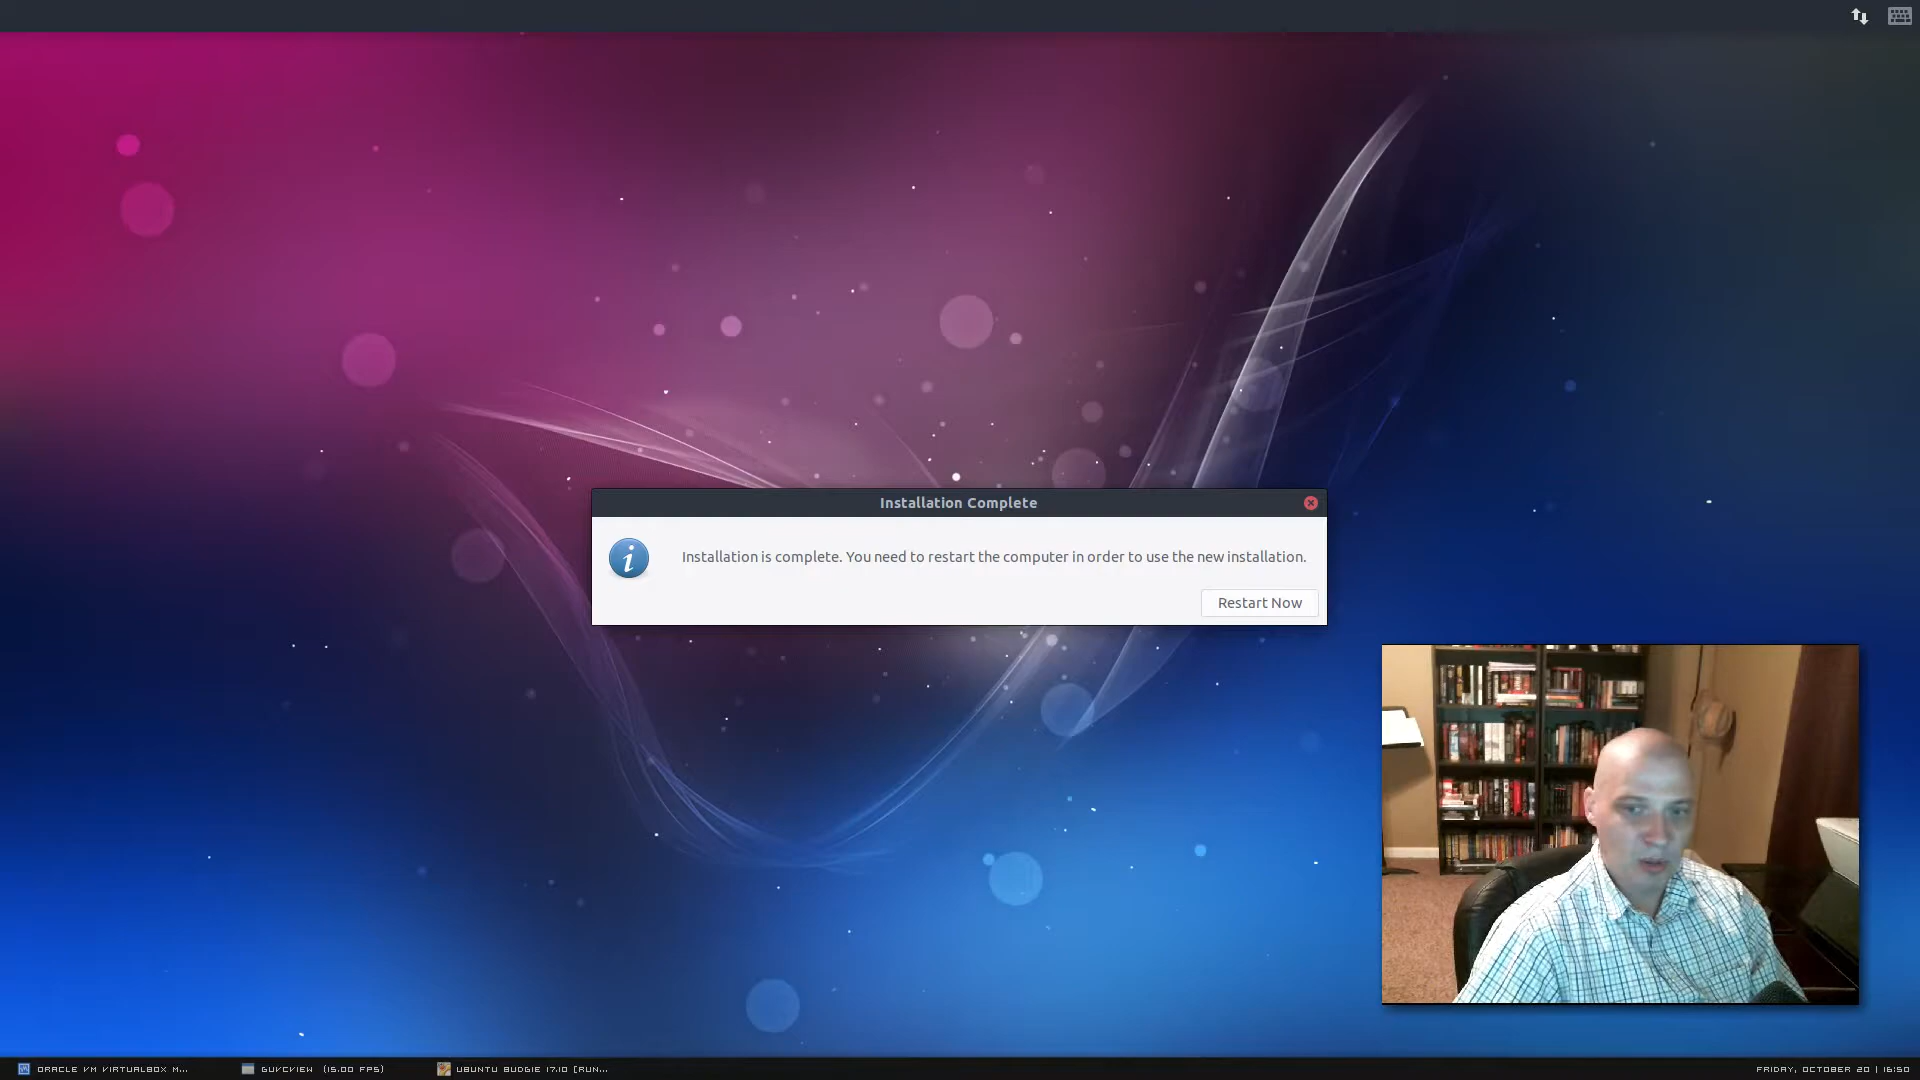 Installation Complete
Installation is complete. You need to restart the computer in order to use the new installation.
Restart Now
ORACLE VM VIRTUALBOX M...
GUVCVIEW (15.00 FPS)
UBUNTU BUDGIE 17.10 [RUN...
FRIDAY, OCTOBER 20 | 16:50